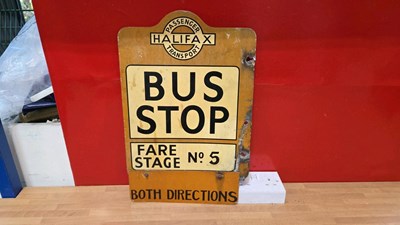 PASSENGER
HALIFAX
TRANSPORT
BUS
STOP
FARE
STAGE Nº 5
BOTH DIRECTIONS